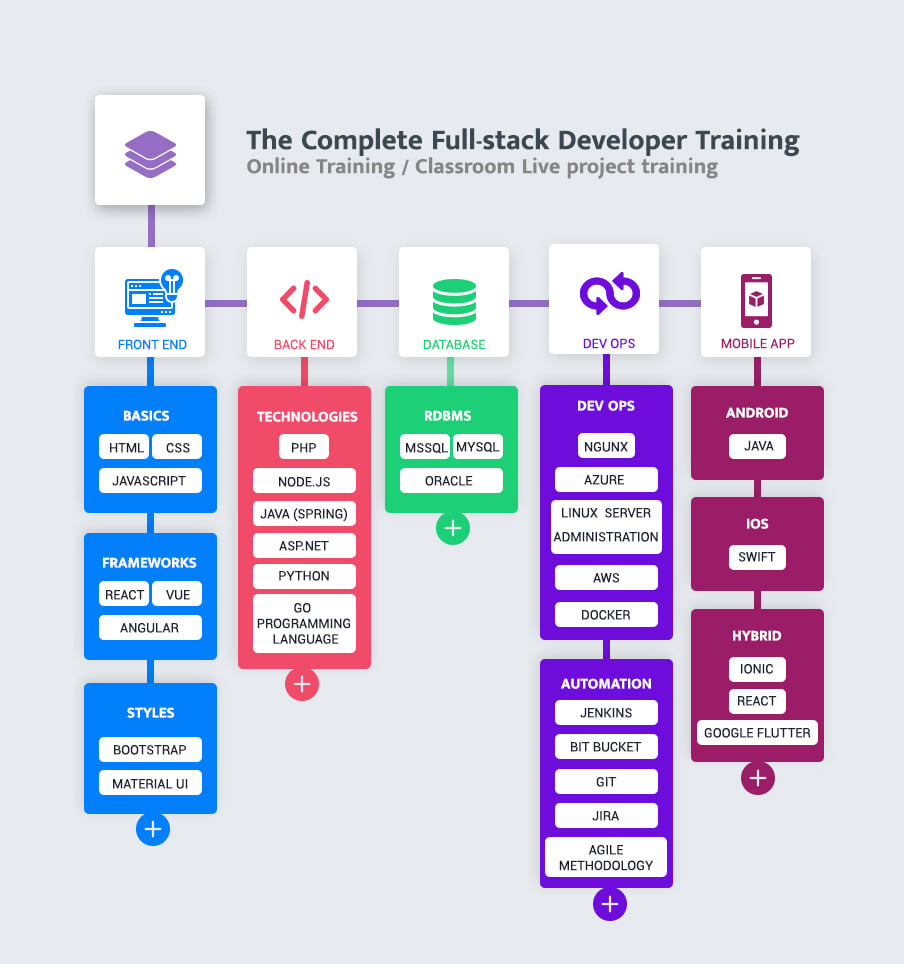 The Complete Full-stack Developer Training
Online Training / Classroom Live project training
FRONT END
BACK END
DATABASE
DEV OPS
MOBILE APP
BASICS
HTML
CSS
JAVASCRIPT
FRAMEWORKS
REACT
VUE
ANGULAR
STYLES
BOOTSTRAP
MATERIAL UI
TECHNOLOGIES
PHP
NODE.JS
JAVA (SPRING)
ASP.NET
PYTHON
GO
PROGRAMMING
LANGUAGE
RDBMS
MSSQL
MYSQL
ORACLE
DEV OPS
NGUNX
AZURE
LINUX SERVER
ADMINISTRATION
AWS
DOCKER
AUTOMATION
JENKINS
BIT BUCKET
GIT
JIRA
AGILE
METHODOLOGY
ANDROID
JAVA
IOS
SWIFT
HYBRID
IONIC
REACT
GOOGLE FLUTTER